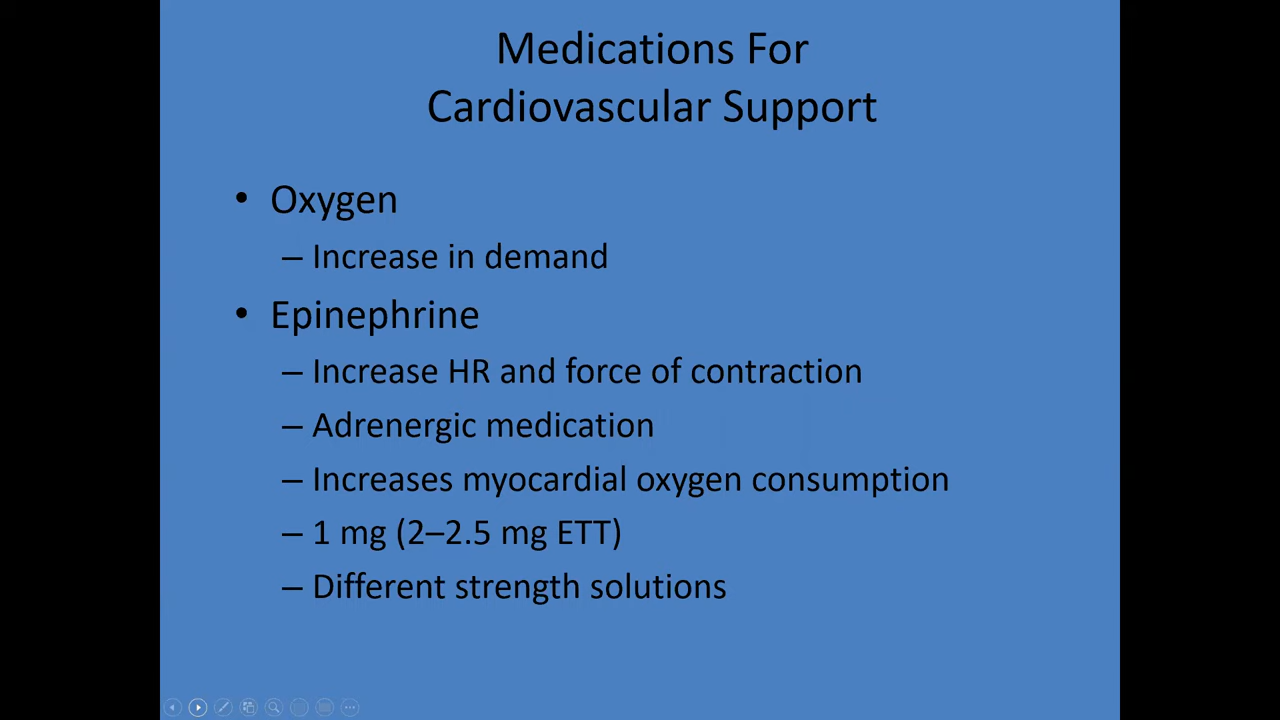 Medications For
Cardiovascular Support
• Oxygen
– Increase in demand
• Epinephrine
– Increase HR and force of contraction
– Adrenergic medication
– Increases myocardial oxygen consumption
– 1 mg (2–2.5 mg ETT)
– Different strength solutions